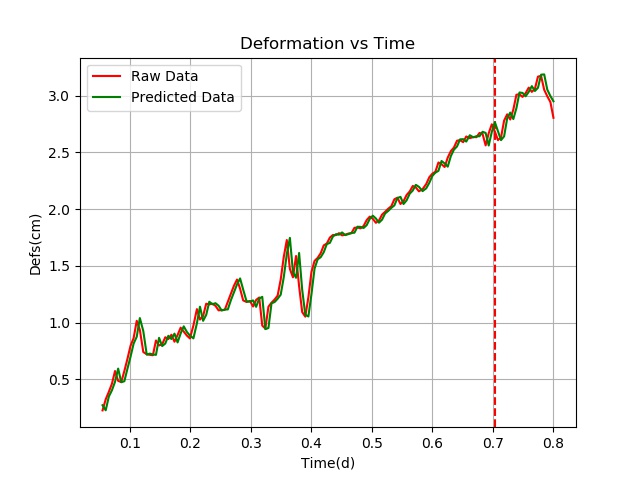 Deformation vs Time
Raw Data
Predicted Data
Defs(cm)
3.0
2.5
2.0
1.5
1.0
0.5
0.1 0.2 0.3 0.4 0.5 0.6 0.7 0.8
Time(d)